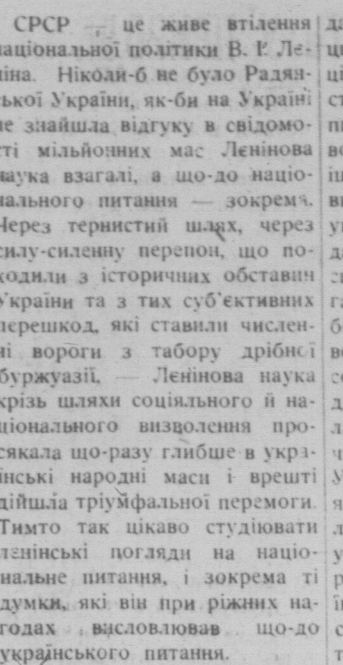 СРСР — це живе втілення
національної політики В. І. Лє-
ніна. Ніколи-б не було Радян-
ської України, як-би на Україні
не знайшла відгуку в свідомо-
сті мільйонних мас Лєнінова
наука взагалі, а що-до націо-
нального питання — зокрема.
Через тернистий шлях, через
силу-силенну перепон, що по-
ходили з історичних обставин
України та з тих суб'єктивних
перешкод, які ставили числен-
ні вороги з табору дрібної
буржуазії, — Лєнінова наука
крізь шляхи соціяльного й на-
ціонального визволення про-
сякала що-разу глибше в укра-
їнські народні маси і врешті
дійшла тріумфальної перемоги.
Тимто так цікаво студіювати
ленінські погляди на націо-
нальне питання, і зокрема ті
думки, які він при ріжних на-
годах висловлював що-до
українського питання.